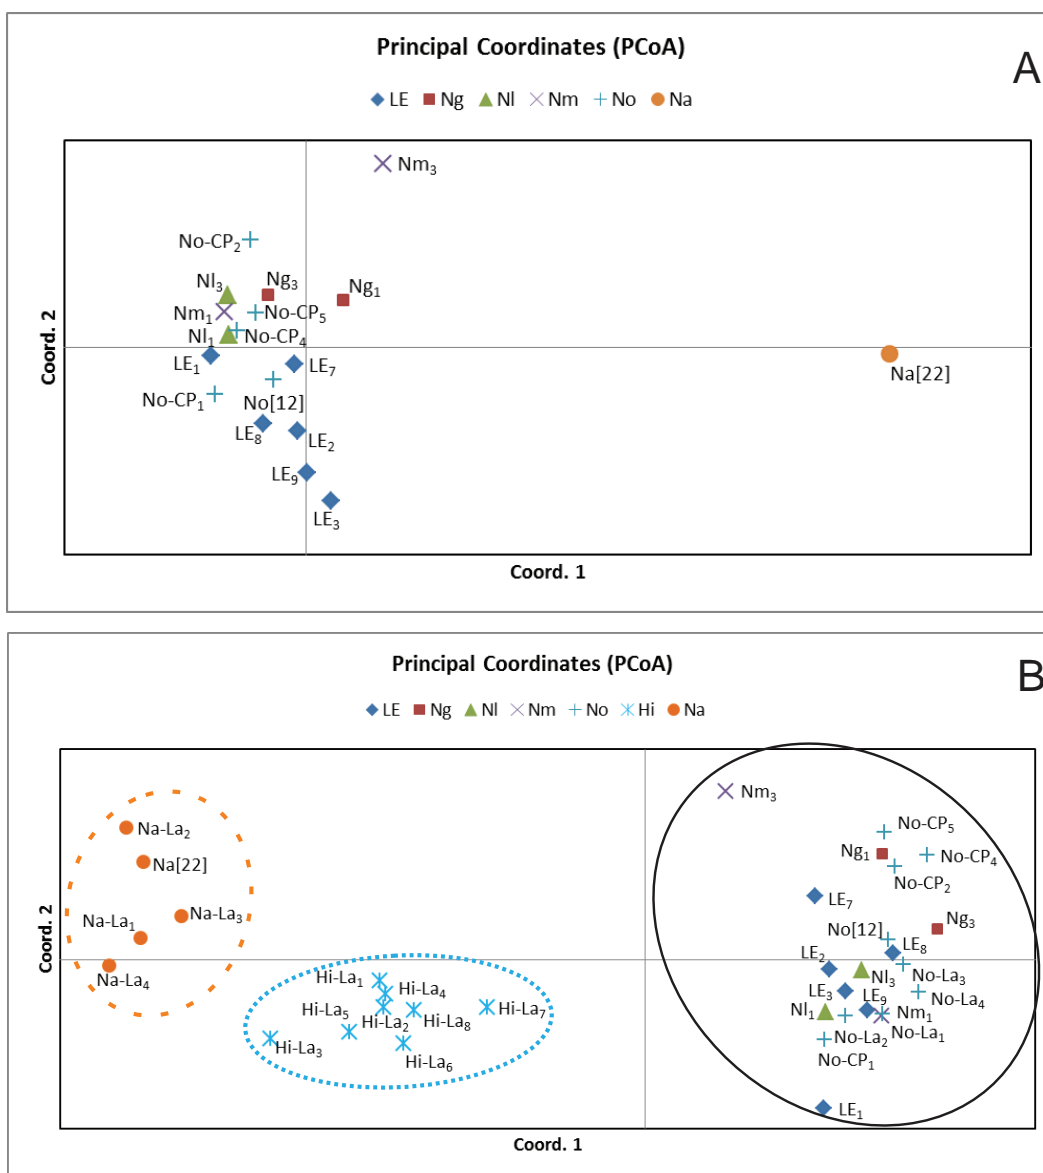 Principal Coordinates (PCoA)
A
LE Ng Nl Nm No Na
Nm₃
No-CP₂
Nl₃ Ng₃ Ng₁
Nm₁ No-CP₅
Nl₁ No-CP₄
LE₁ LE₇
Na[22]
No-CP₁ No[12]
LE₈ LE₂
LE₉
LE₃
Coord. 2
Coord. 1
Principal Coordinates (PCoA)
B
LE Ng Nl Nm No Hi Na
Nm₃
Na-La₂ No-CP₅
Na[22] Ng₁ No-CP₄
No-CP₂
LE₇
Na-La₁ Na-La₃ Ng₃
No[12]
LE₂ LE₈
Na-La₄ Hi-La₁ Nl₃ No-La₃
Hi-La₄ LE₃ LE₉ No-La₄
Hi-La₅ Hi-La₂ Hi-La₈ Hi-La₇ Nl₁ Nm₁
Hi-La₃ No-La₂ No-La₁
Hi-La₆ No-CP₁
LE₁
Coord. 2
Coord. 1